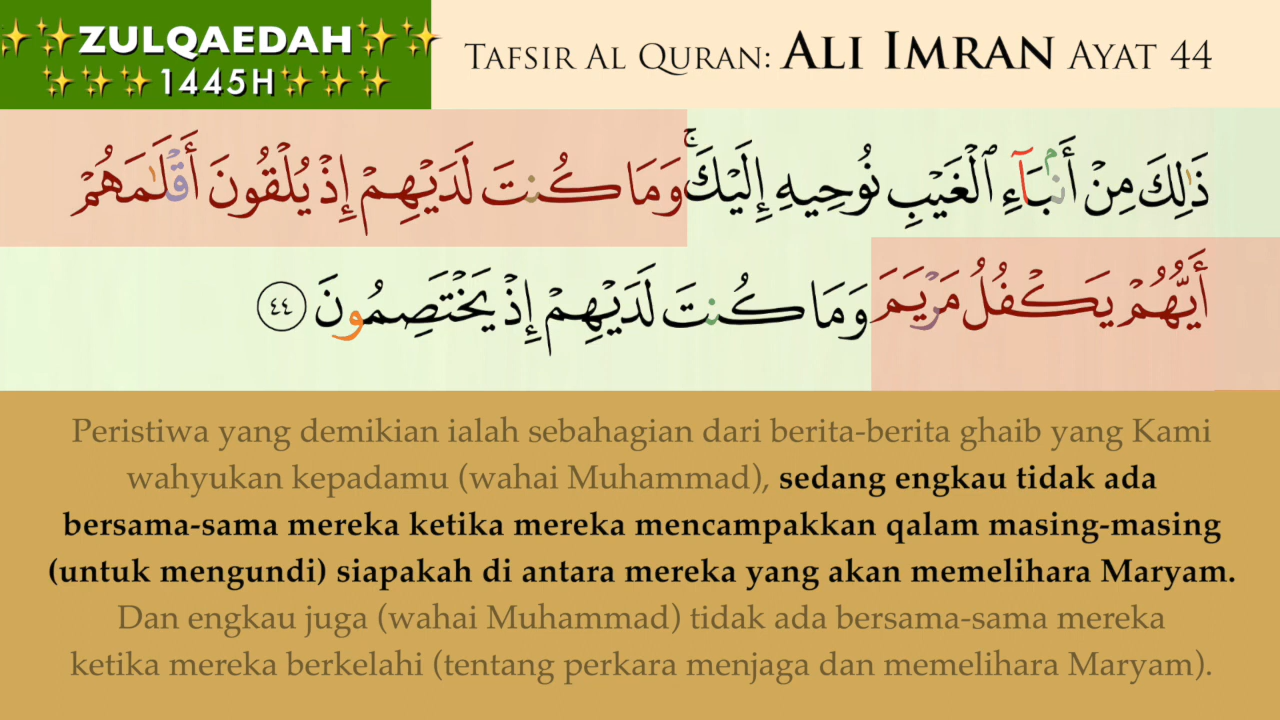 ZULQAEDAH
1445H
TAFSIR AL QURAN: ALI IMRAN AYAT 44
ذَٰلِكَ مِنْ أَنۢبَآءِ ٱلْغَيْبِ نُوحِيهِ إِلَيْكَ ۚ وَمَا كُنتَ لَدَيْهِمْ إِذْ يُلْقُونَ أَقْلَٰمَهُمْ
أَيُّهُمْ يَكْفُلُ مَرْيَمَ وَمَا كُنتَ لَدَيْهِمْ إِذْ يَخْتَصِمُونَ ٤٤
Peristiwa yang demikian ialah sebahagian dari berita-berita ghaib yang Kami
wahyukan kepadamu (wahai Muhammad), sedang engkau tidak ada
bersama-sama mereka ketika mereka mencampakkan qalam masing-masing
(untuk mengundi) siapakah di antara mereka yang akan memelihara Maryam.
Dan engkau juga (wahai Muhammad) tidak ada bersama-sama mereka
ketika mereka berkelahi (tentang perkara menjaga dan memelihara Maryam).